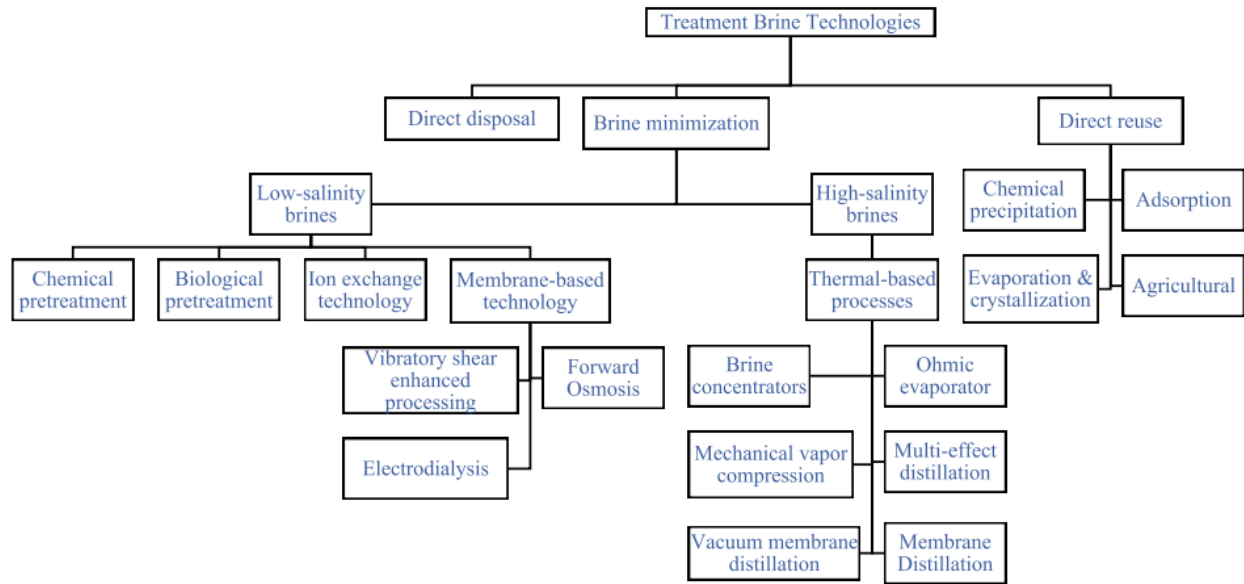 Treatment Brine Technologies
Direct disposal
Brine minimization
Direct reuse
Low-salinity
brines
High-salinity
brines
Chemical
precipitation
Adsorption
Chemical
pretreatment
Biological
pretreatment
Ion exchange
technology
Membrane-based
technology
Thermal-based
processes
Evaporation &
crystallization
Agricultural
Vibratory shear
enhanced
processing
Forward
Osmosis
Brine
concentrators
Ohmic
evaporator
Electrodialysis
Mechanical vapor
compression
Multi-effect
distillation
Vacuum membrane
distillation
Membrane
Distillation